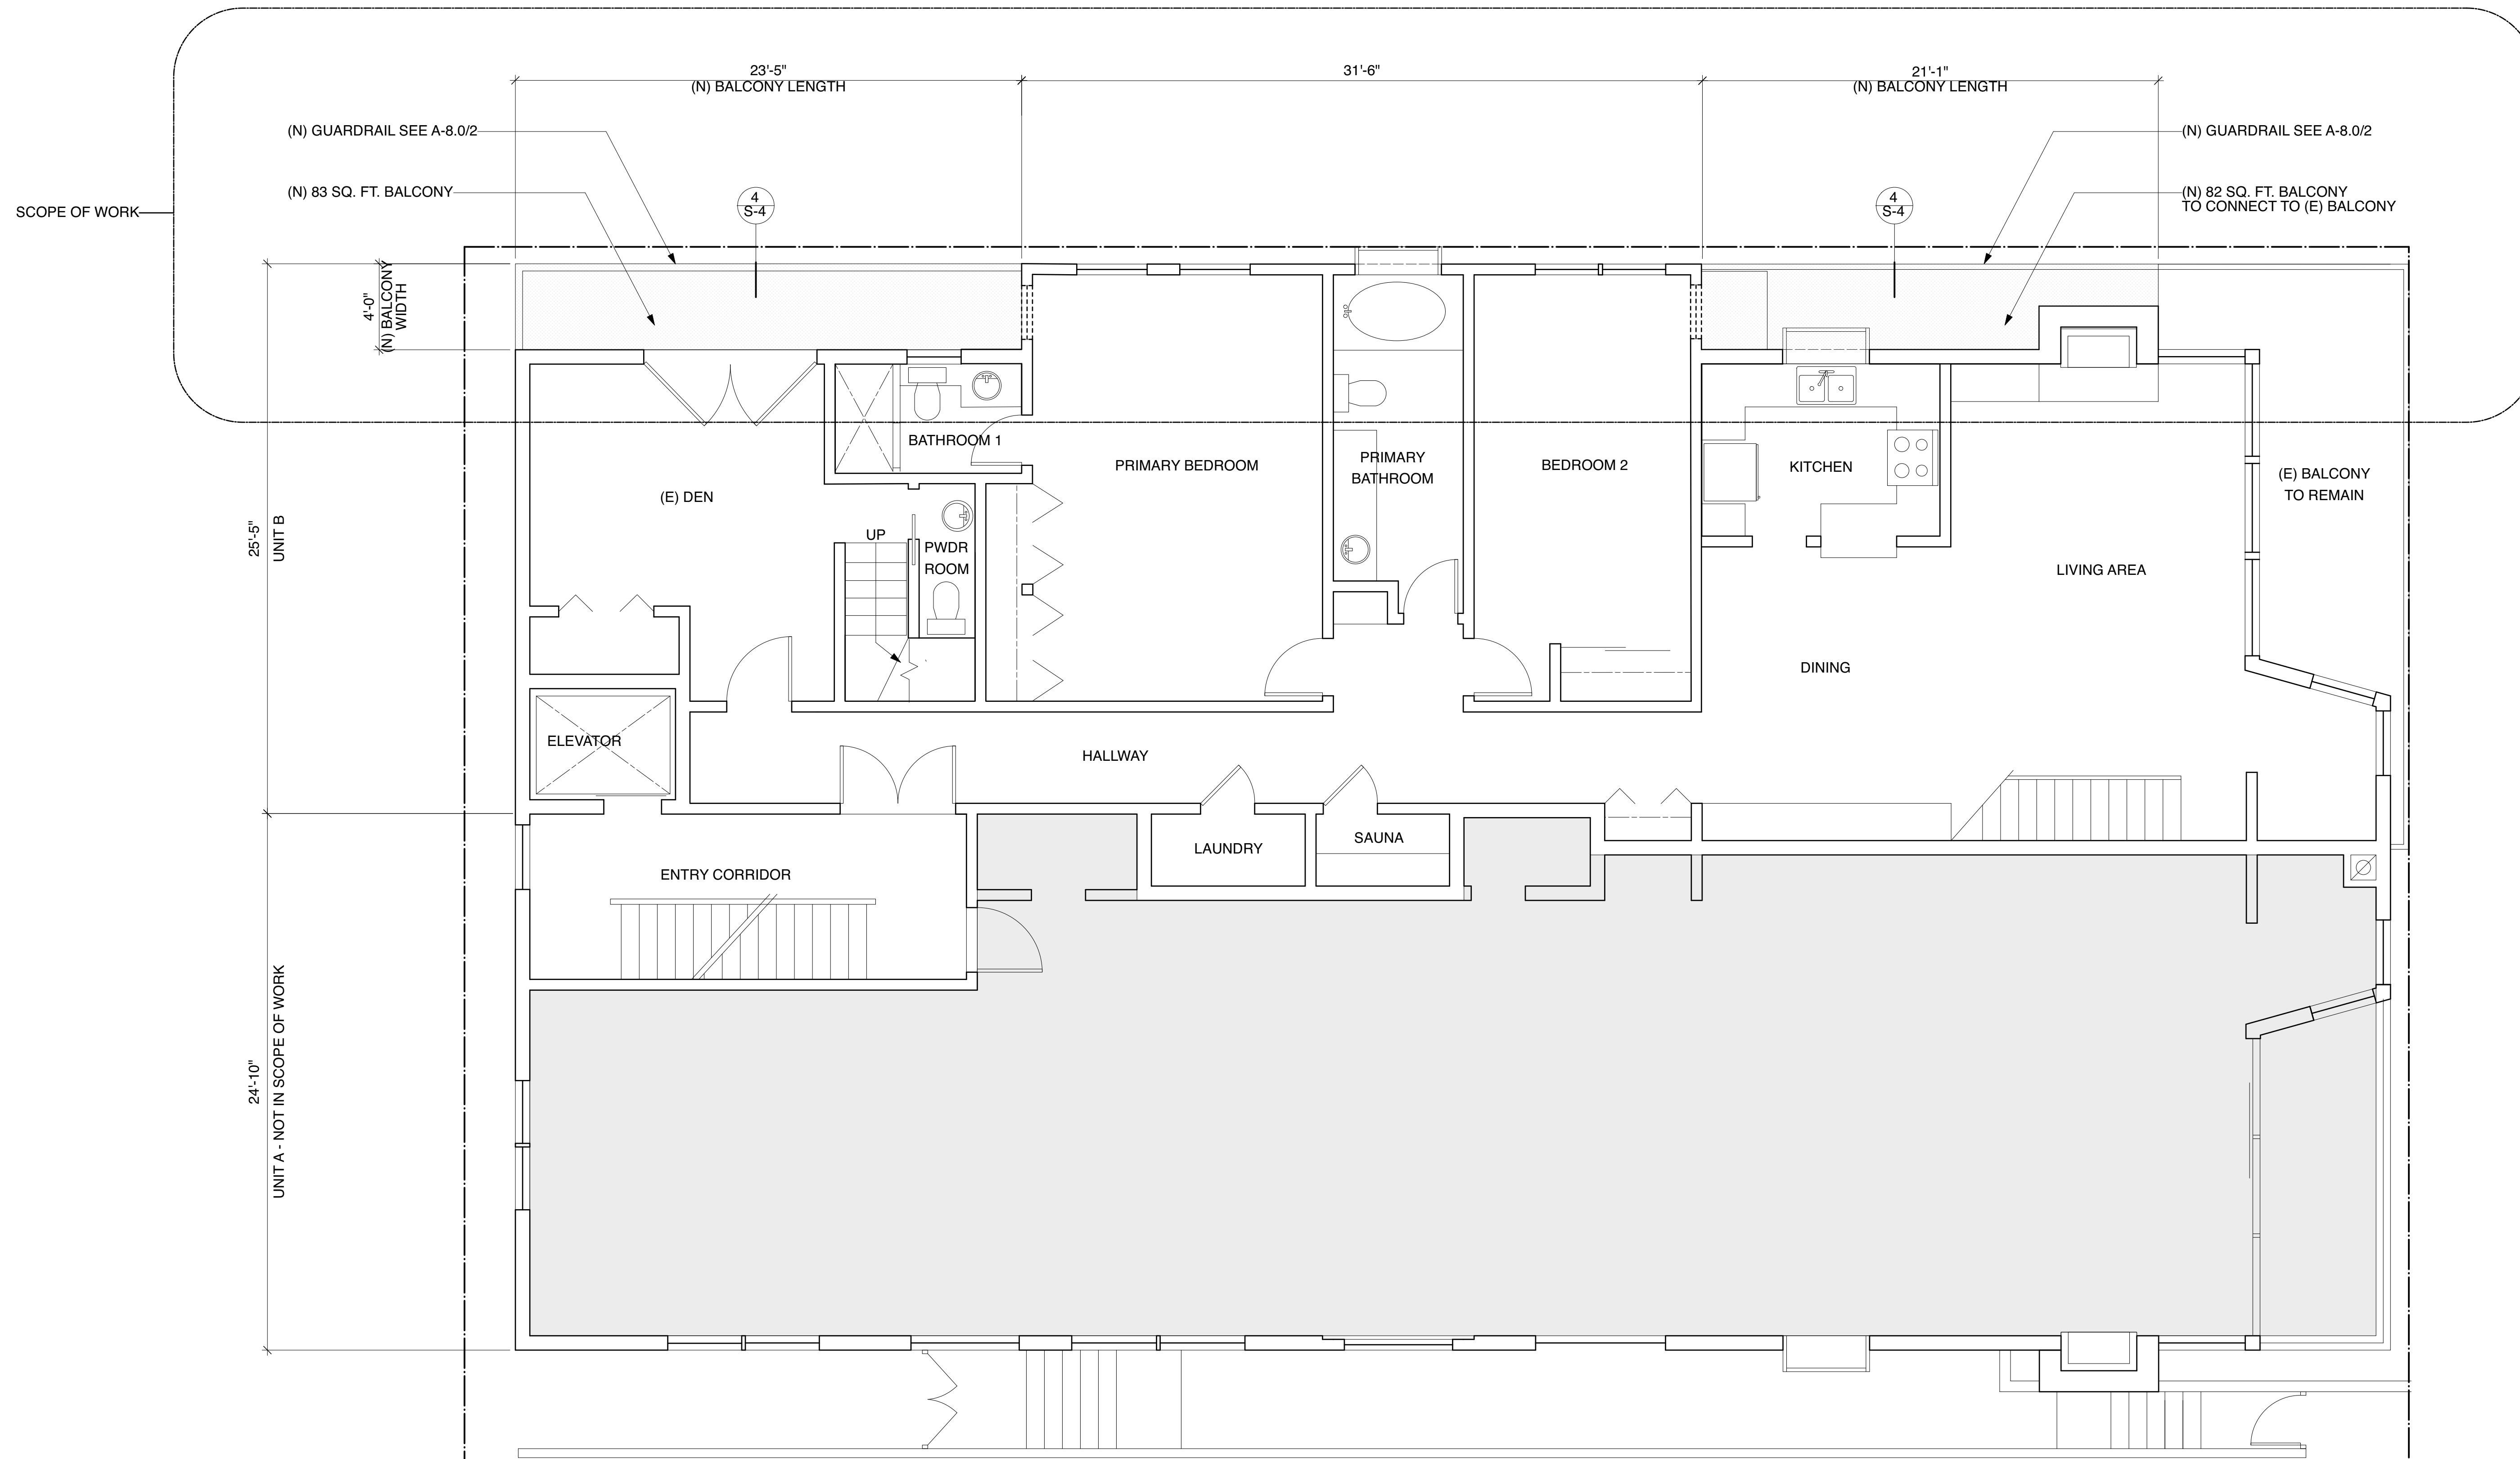 23'-5"
(N) BALCONY LENGTH
31'-6"
21'-1"
(N) BALCONY LENGTH
(N) GUARDRAIL SEE A-8.0/2
(N) GUARDRAIL SEE A-8.0/2
(N) 83 SQ. FT. BALCONY
4
S-4
4
S-4
(N) 82 SQ. FT. BALCONY
TO CONNECT TO (E) BALCONY
SCOPE OF WORK
4'-0"
(N) BALCONY
WIDTH
BATHROOM 1
PRIMARY BEDROOM
PRIMARY
BATHROOM
BEDROOM 2
KITCHEN
(E) BALCONY
TO REMAIN
(E) DEN
25'-5"
UNIT B
UP
PWDR
ROOM
LIVING AREA
DINING
ELEVATOR
HALLWAY
LAUNDRY
SAUNA
ENTRY CORRIDOR
24'-10"
UNIT A - NOT IN SCOPE OF WORK